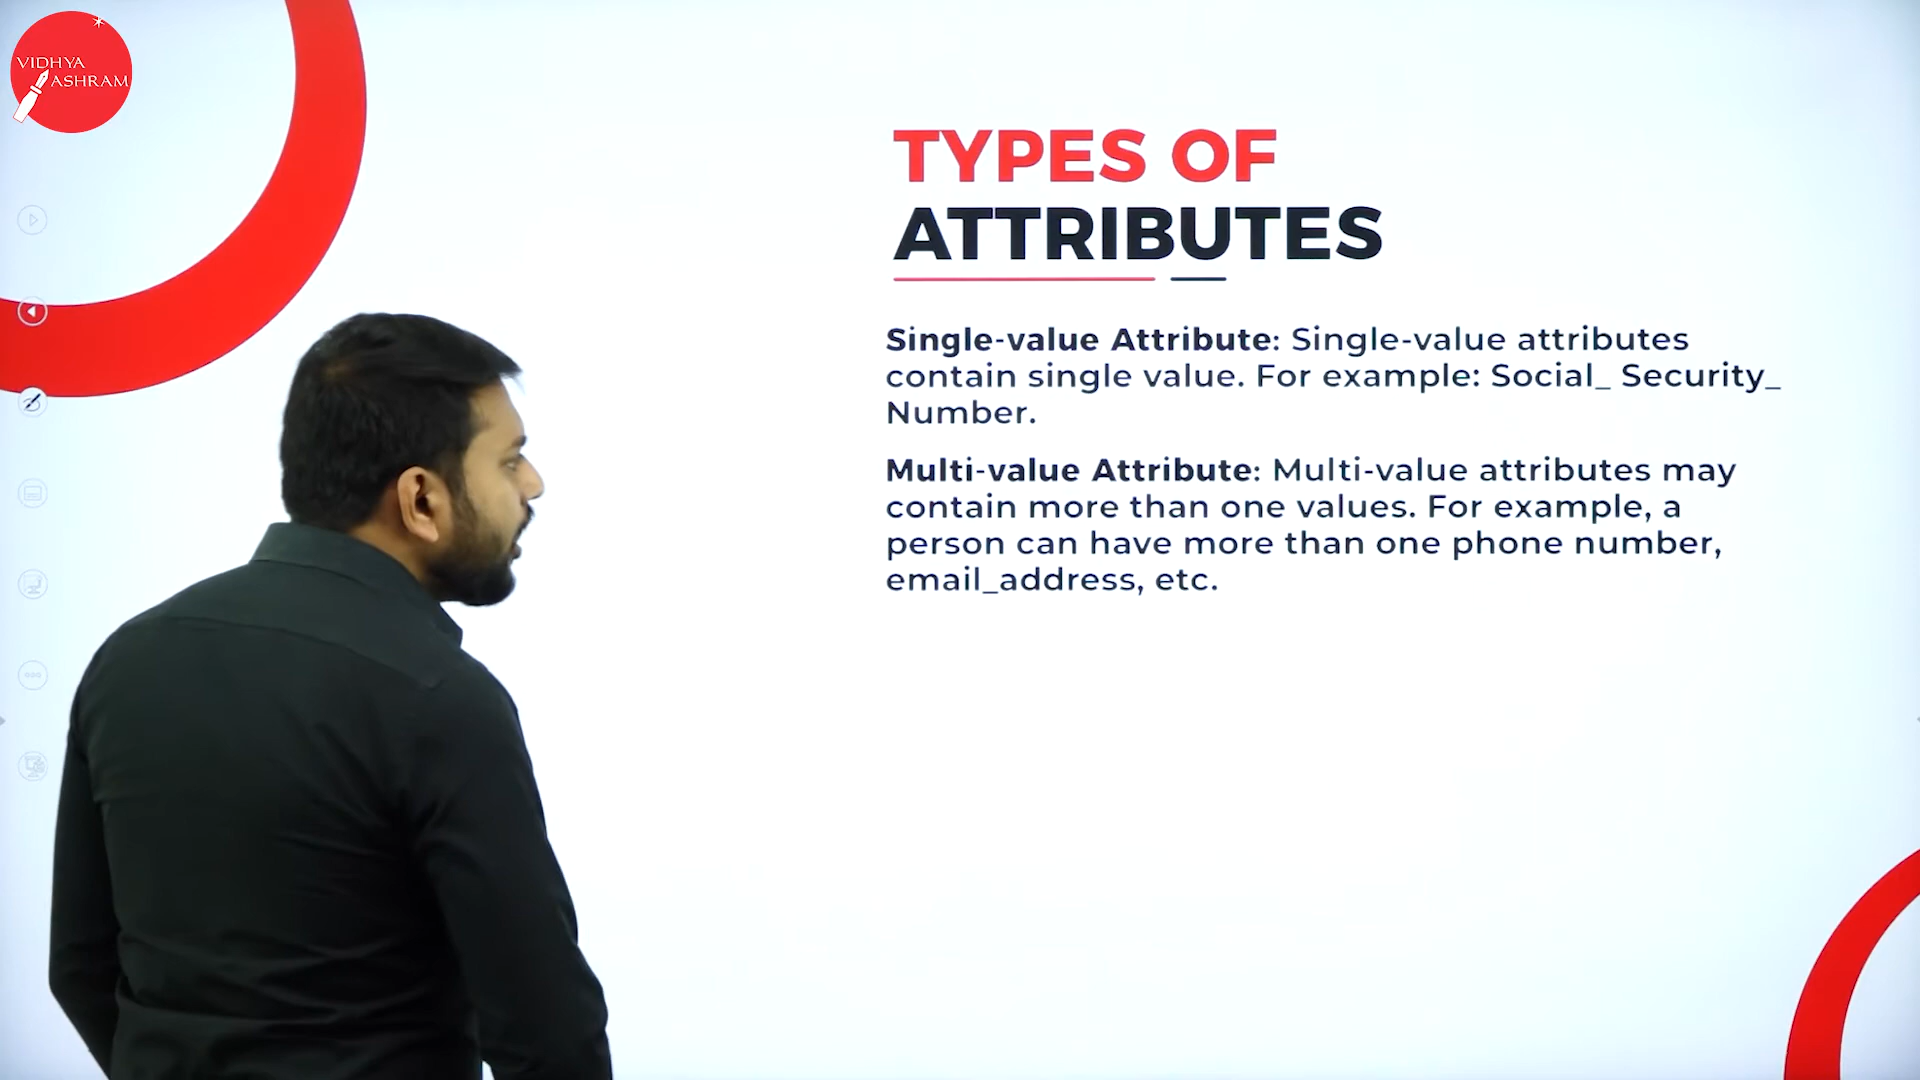 VIDHYA
ASHRAM
TYPES OF
ATTRIBUTES
Single-value Attribute: Single-value attributes
contain single value. For example: Social_ Security_
Number.
Multi-value Attribute: Multi-value attributes may
contain more than one values. For example, a
person can have more than one phone number,
email_address, etc.